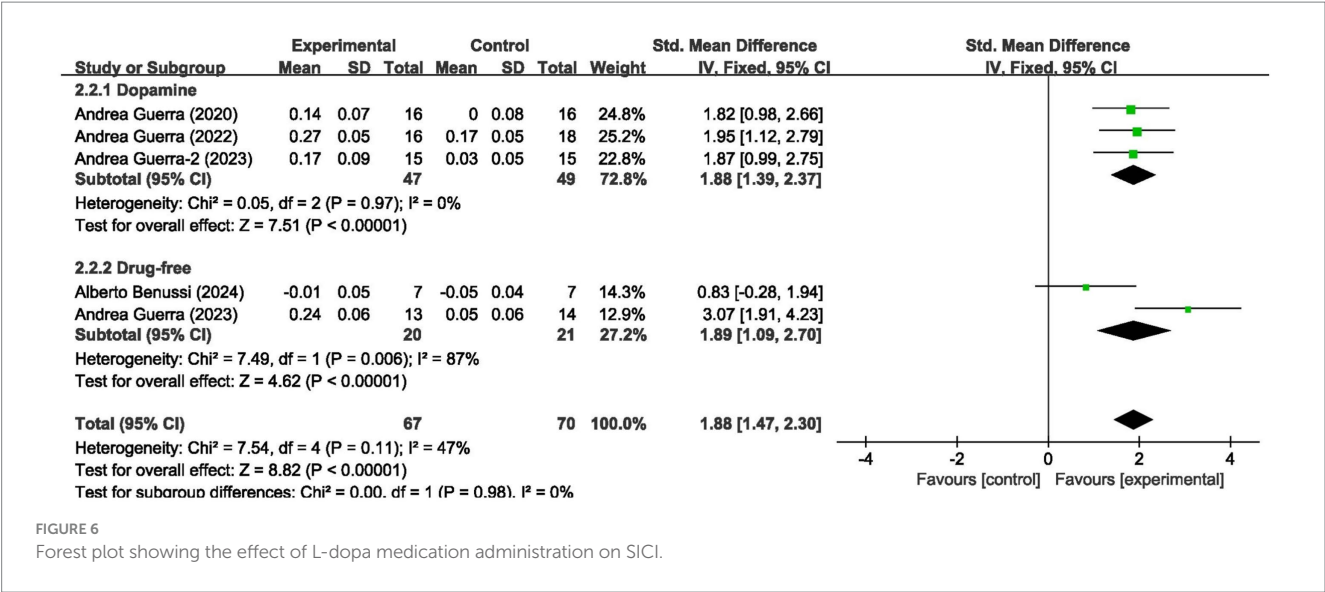 Experimental Control Std. Mean Difference Std. Mean Difference
Study or Subgroup Mean SD Total Mean SD Total Weight IV, Fixed, 95% CI IV, Fixed, 95% CI
2.2.1 Dopamine
Andrea Guerra (2020) 0.14 0.07 16 0 0.08 16 24.8% 1.82 [0.98, 2.66]
Andrea Guerra (2022) 0.27 0.05 16 0.17 0.05 18 25.2% 1.95 [1.12, 2.79]
Andrea Guerra-2 (2023) 0.17 0.09 15 0.03 0.05 15 22.8% 1.87 [0.99, 2.75]
Subtotal (95% CI) 47 49 72.8% 1.88 [1.39, 2.37]
Heterogeneity: Chi² = 0.05, df = 2 (P = 0.97); I² = 0%
Test for overall effect: Z = 7.51 (P < 0.00001)
2.2.2 Drug-free
Alberto Benussi (2024) -0.01 0.05 7 -0.05 0.04 7 14.3% 0.83 [-0.28, 1.94]
Andrea Guerra (2023) 0.24 0.06 13 0.05 0.06 14 12.9% 3.07 [1.91, 4.23]
Subtotal (95% CI) 20 21 27.2% 1.89 [1.09, 2.70]
Heterogeneity: Chi² = 7.49, df = 1 (P = 0.006); I² = 87%
Test for overall effect: Z = 4.62 (P < 0.00001)
Total (95% CI) 67 70 100.0% 1.88 [1.47, 2.30]
Heterogeneity: Chi² = 7.54, df = 4 (P = 0.11); I² = 47%
Test for overall effect: Z = 8.82 (P < 0.00001)
Test for subgroup differences: Chi² = 0.00, df = 1 (P = 0.98), I² = 0%
-4 -2 0 2 4
Favours [control] Favours [experimental]
FIGURE 6
Forest plot showing the effect of L-dopa medication administration on SICI.